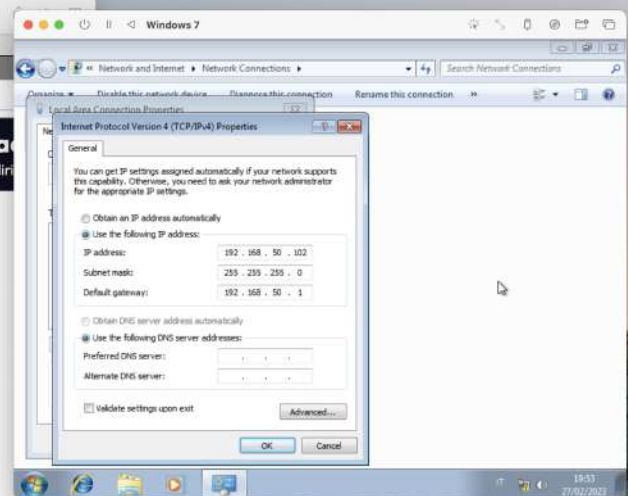 Windows 7
Network and Internet ▸ Network Connections ▸
Search Network Connections
Organize
Disable this network device
Diagnose this connection
Rename this connection
»
Local Area Connection Properties
Internet Protocol Version 4 (TCP/IPv4) Properties
General
You can get IP settings assigned automatically if your network supports
this capability. Otherwise, you need to ask your network administrator
for the appropriate IP settings.
Obtain an IP address automatically
Use the following IP address:
IP address: 192 . 168 . 50 . 102
Subnet mask: 255 . 255 . 255 . 0
Default gateway: 192 . 168 . 50 . 1
Obtain DNS server address automatically
Use the following DNS server addresses:
Preferred DNS server: . . .
Alternate DNS server: . . .
Validate settings upon exit
Advanced...
OK Cancel
IT
19:53
27/02/2023